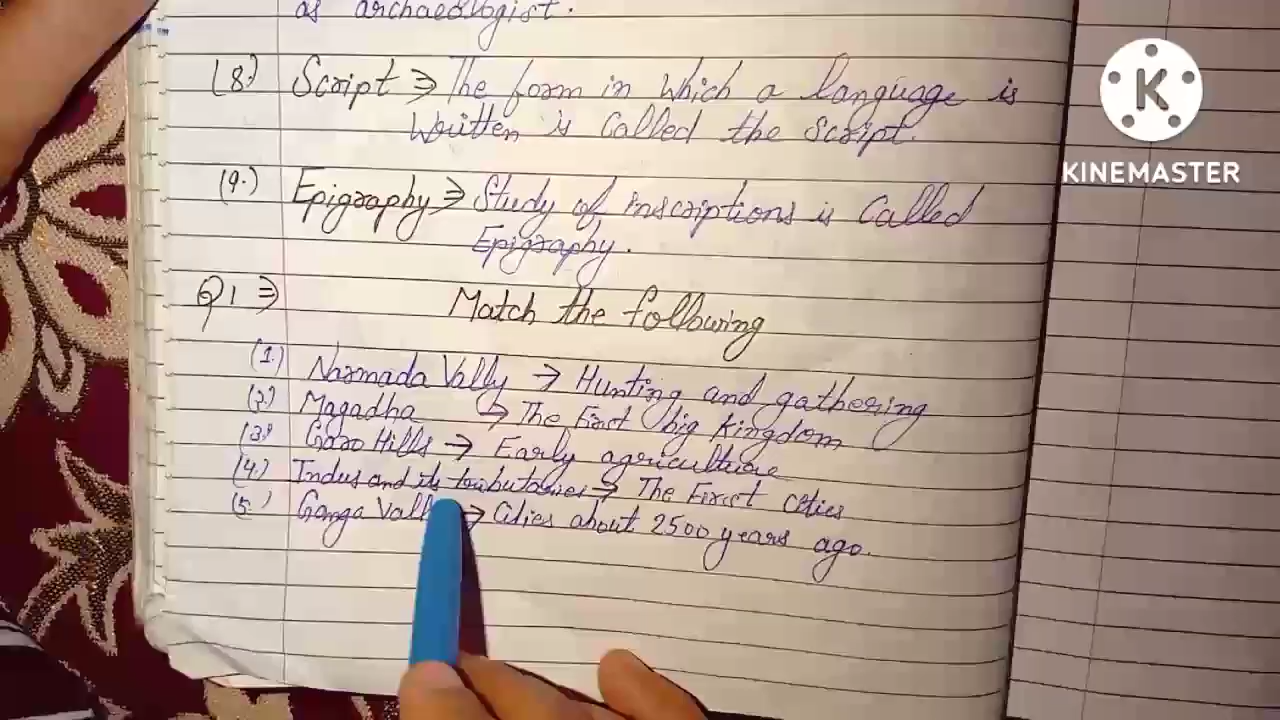 as archaeologist.
(8.) Script ⇒ The form in which a language is
written is called the script.
(9.) Epigraphy ⇒ Study of inscriptions is called
Epigraphy.
Q1 ⇒ Match the following
(1.) Narmada Vally → Hunting and gathering
(2.) Magadha → The First big Kingdom
(3.) Garo Hills → Early agriculture
(4.) Indus and its tributaries → The First cities
(5.) Ganga Vall → Cities about 2500 years ago.
K
KINEMASTER